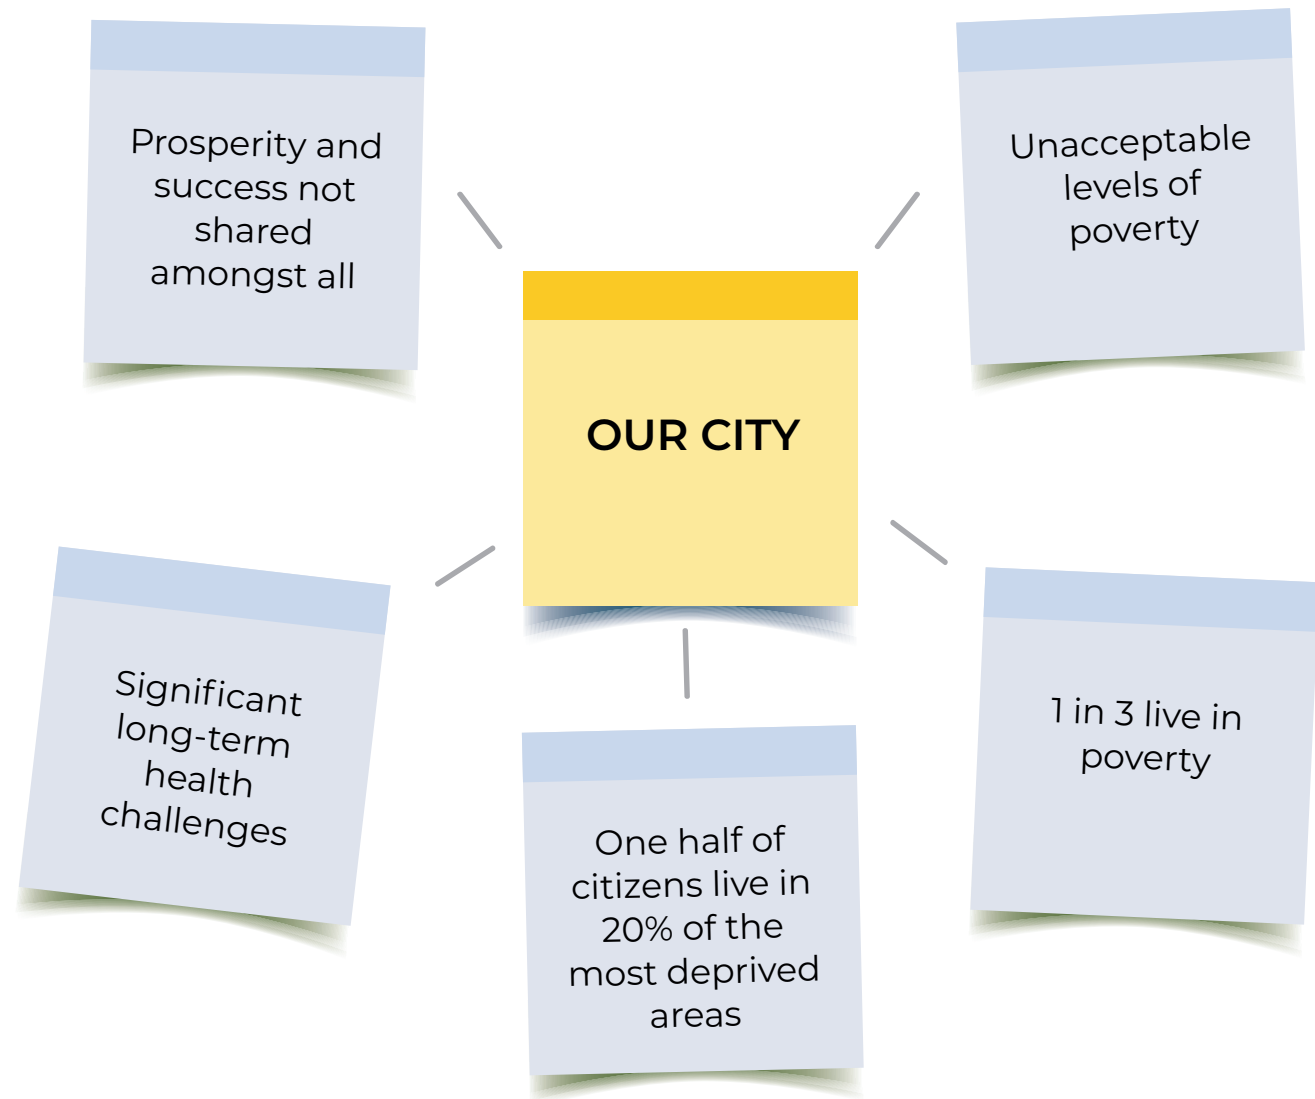 Prosperity and
success not
shared
amongst all
Unacceptable
levels of
poverty
OUR CITY
Significant
long-term
health
challenges
One half of
citizens live in
20% of the
most deprived
areas
1 in 3 live in
poverty